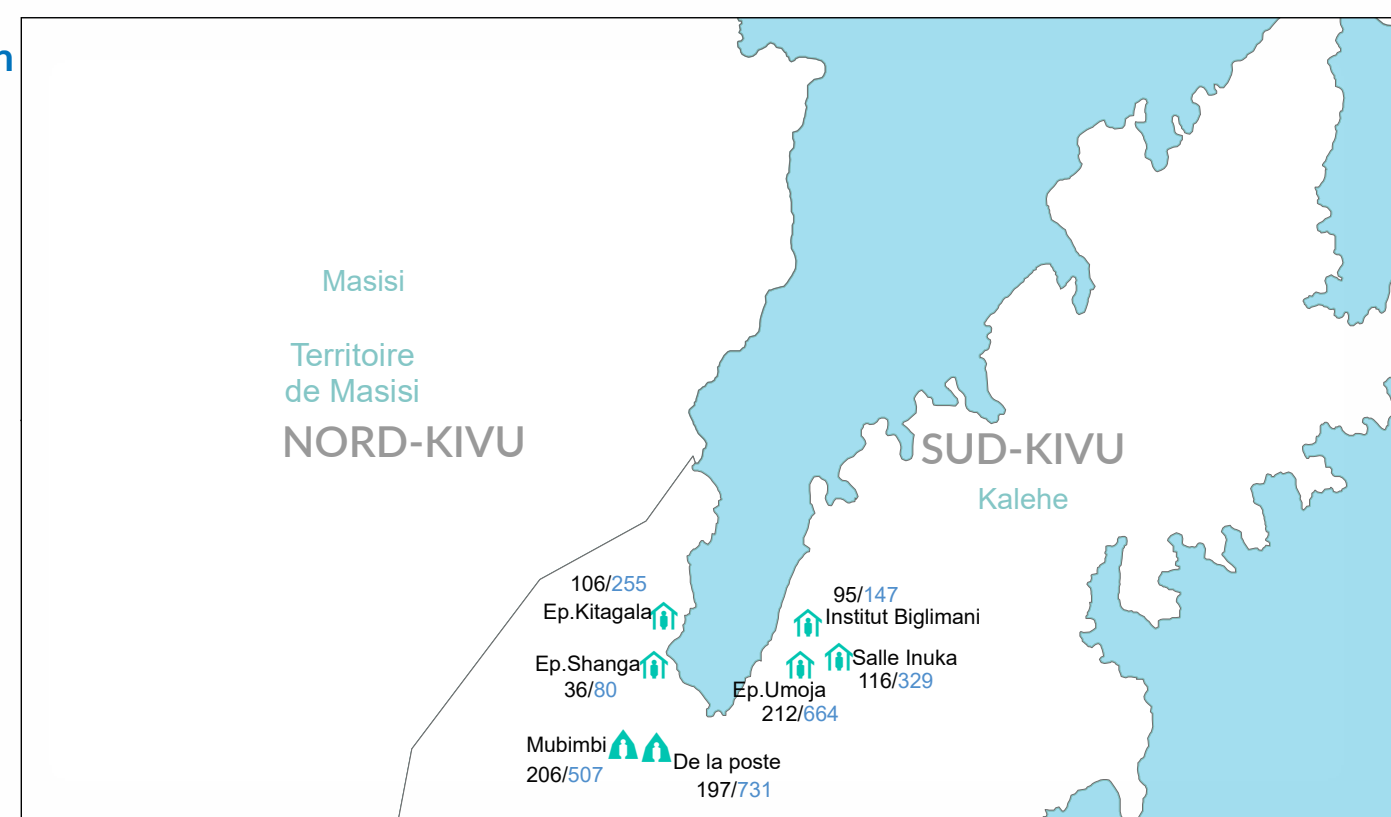 n
Masisi
Territoire
de Masisi
NORD-KIVU
SUD-KIVU
Kalehe
106/255
Ep.Kitagala
95/147
Institut Biglimani
Ep.Shanga
36/80
Salle Inuka
116/329
Ep.Umoja
212/664
Mubimbi
206/507
De la poste
197/731